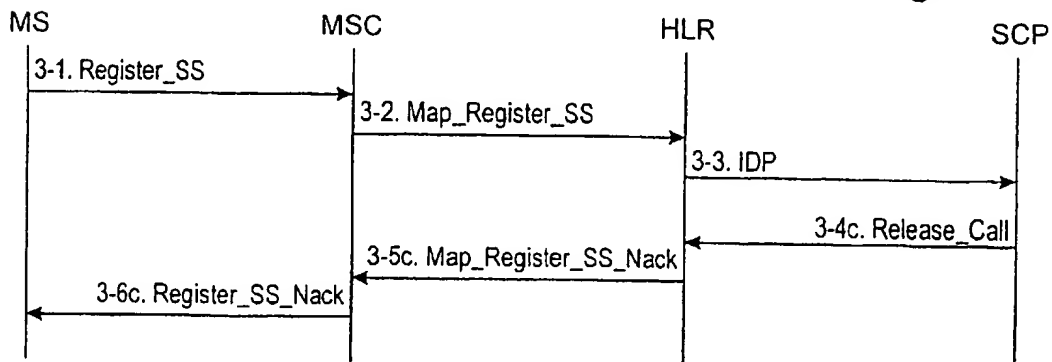 MS MSC HLR SCP
3-1. Register_SS
3-2. Map_Register_SS
3-3. IDP
3-4c. Release_Call
3-5c. Map_Register_SS_Nack
3-6c. Register_SS_Nack